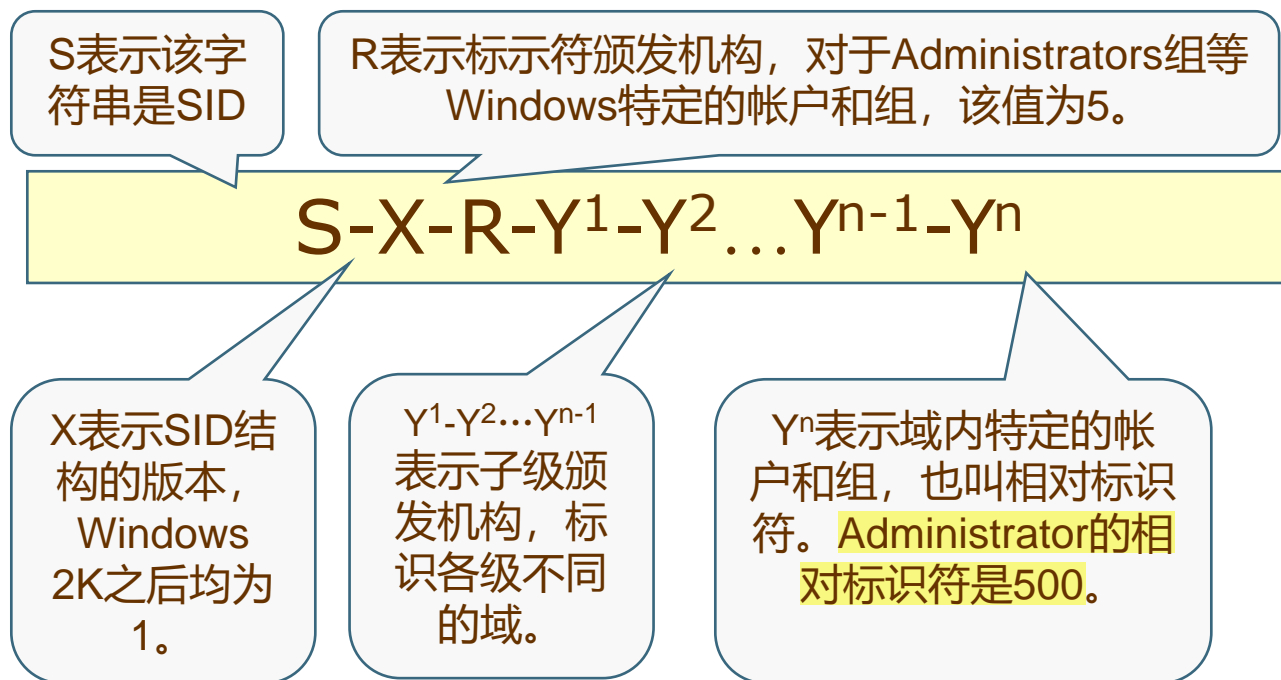 S表示该字
符串是SID
R表示标示符颁发机构，对于Administrators组等
Windows特定的帐户和组，该值为5。
S-X-R-Y¹-Y²…Yⁿ⁻¹-Yⁿ
X表示SID结
构的版本，
Windows
2K之后均为
1。
Y¹-Y²…Yⁿ⁻¹
表示子级颁
发机构，标
识各级不同
的域。
Yⁿ表示域内特定的帐
户和组，也叫相对标识
符。Administrator的相
对标识符是500。